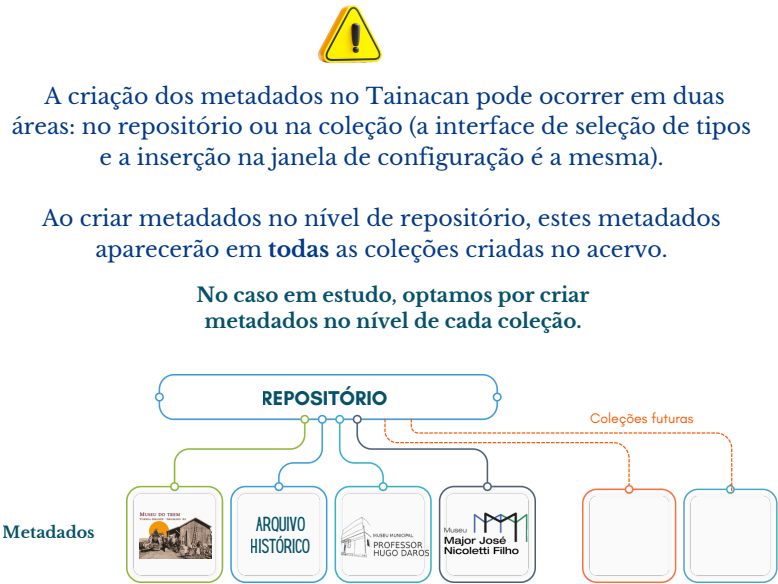 A criação dos metadados no Tainacan pode ocorrer em duas
áreas: no repositório ou na coleção (a interface de seleção de tipos
e a inserção na janela de configuração é a mesma).
Ao criar metadados no nível de repositório, estes metadados
aparecerão em todas as coleções criadas no acervo.
No caso em estudo, optamos por criar
metadados no nível de cada coleção.
REPOSITÓRIO
Coleções futuras
Metadados
MUSEU DO TREM
ARQUIVO
HISTÓRICO
MUSEU MUNICIPAL
PROFESSOR
HUGO DAROS
Museu
Major José
Nicoletti Filho